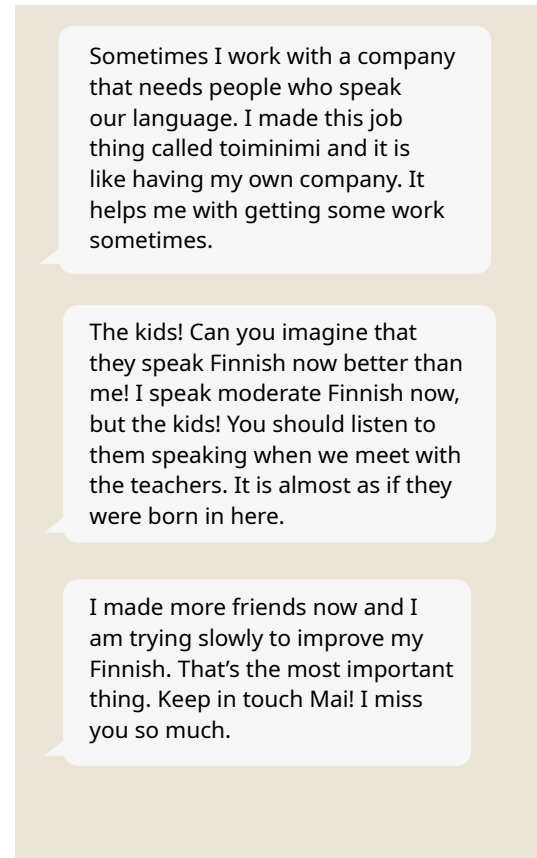 Sometimes I work with a company
that needs people who speak
our language. I made this job
thing called toiminimi and it is
like having my own company. It
helps me with getting some work
sometimes.
The kids! Can you imagine that
they speak Finnish now better than
me! I speak moderate Finnish now,
but the kids! You should listen to
them speaking when we meet with
the teachers. It is almost as if they
were born in here.
I made more friends now and I
am trying slowly to improve my
Finnish. That’s the most important
thing. Keep in touch Mai! I miss
you so much.